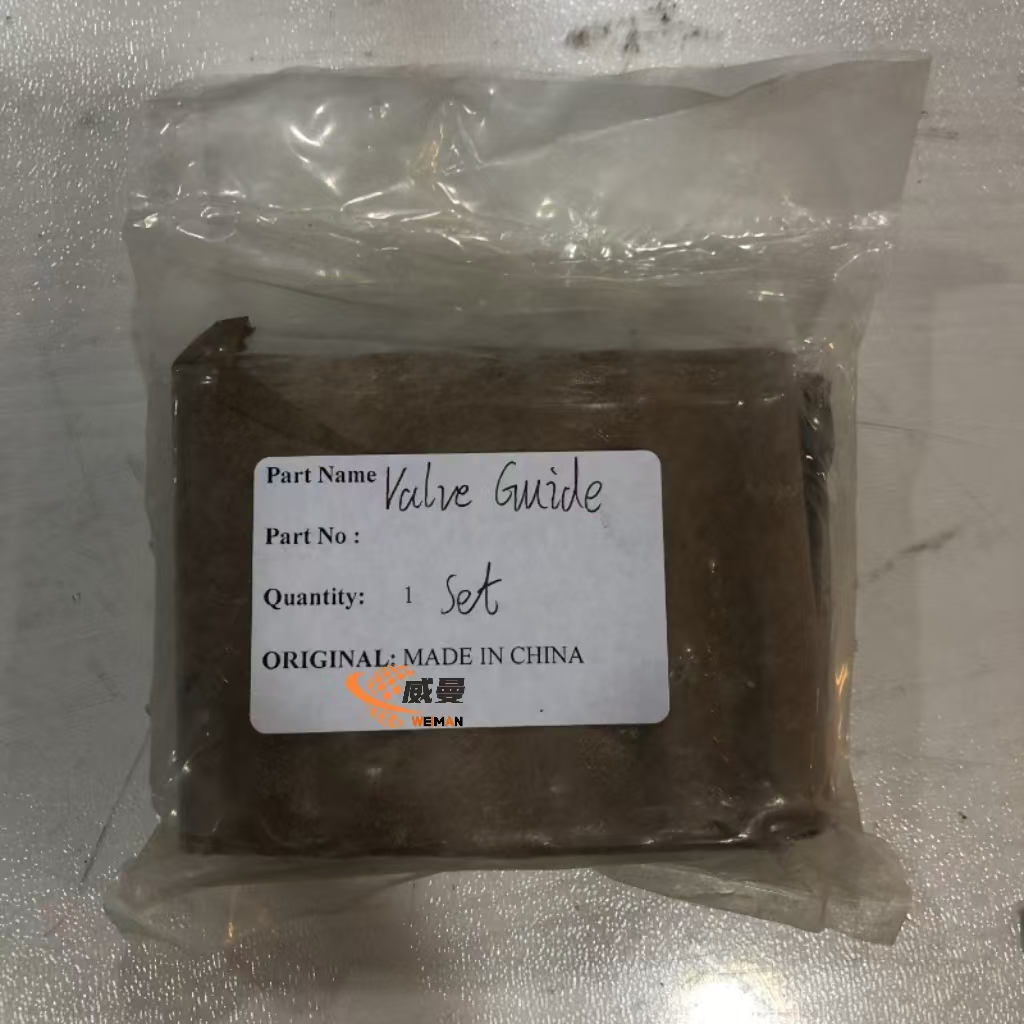 Part Name Valve Guide
Part No :
Quantity: 1 Set
ORIGINAL: MADE IN CHINA
威曼
WEMAN